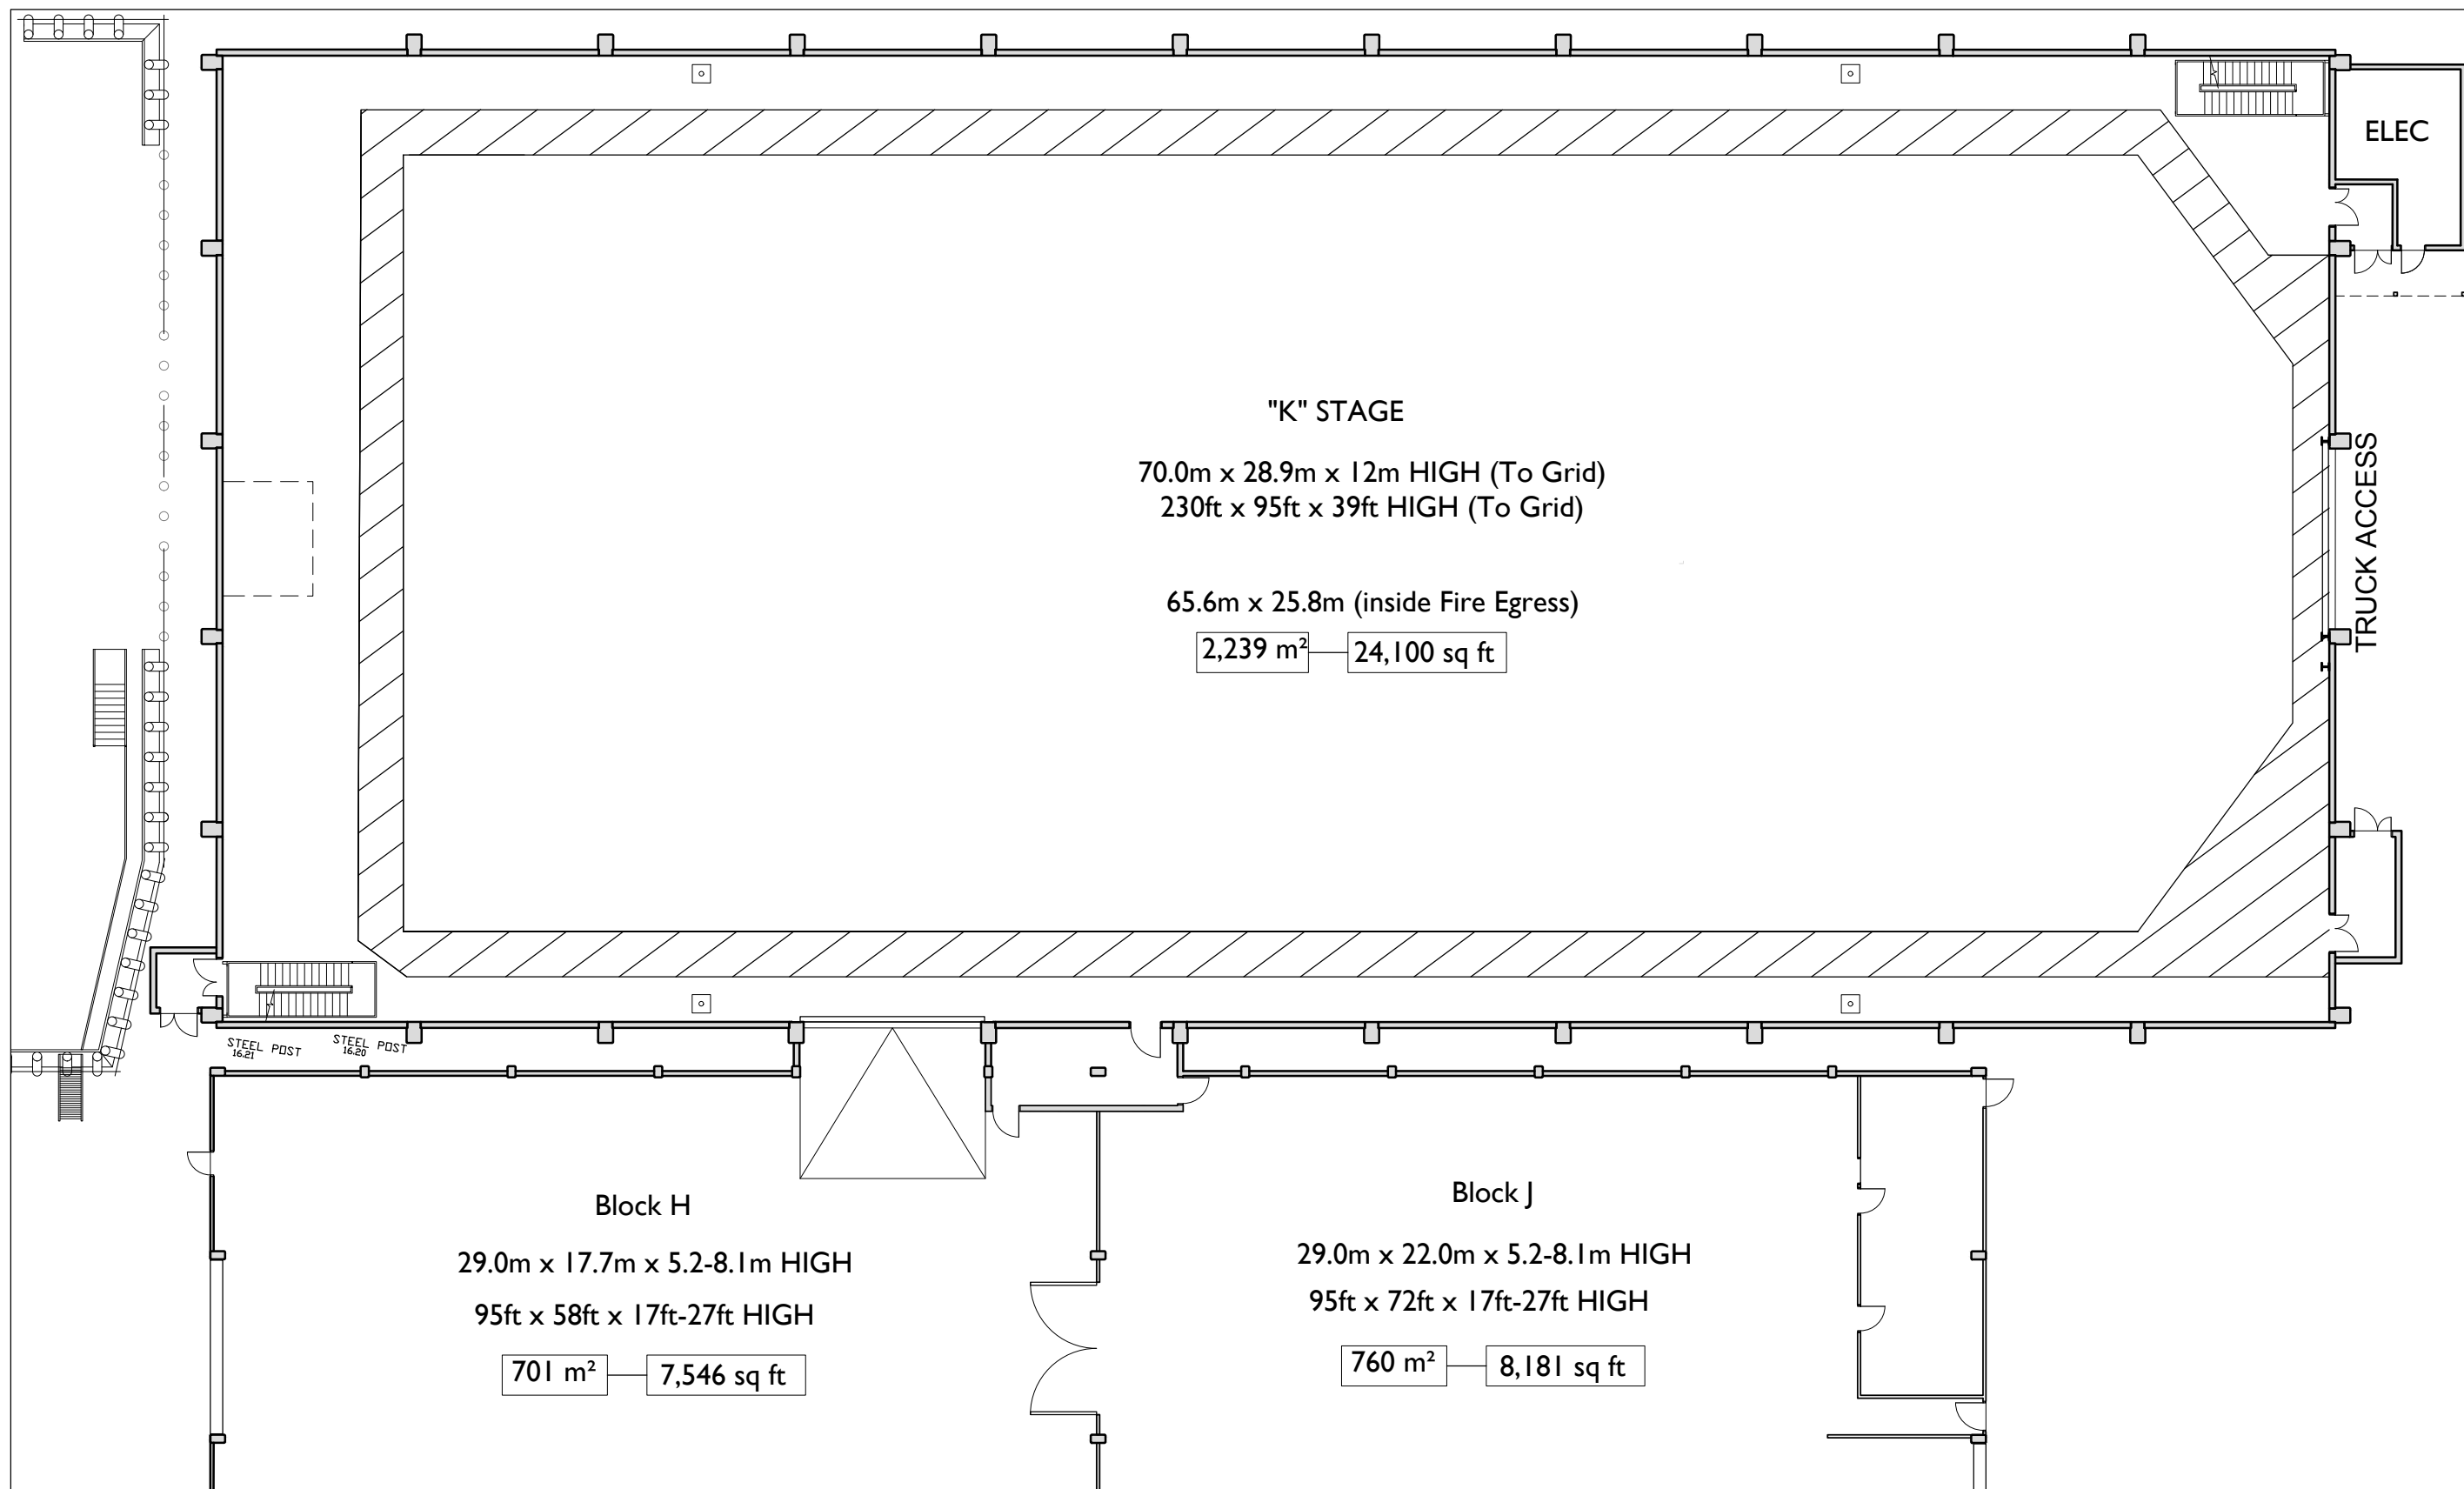 ELEC
"K" STAGE
70.0m x 28.9m x 12m HIGH (To Grid)
230ft x 95ft x 39ft HIGH (To Grid)
65.6m x 25.8m (inside Fire Egress)
2,239 m² 24,100 sq ft
TRUCK ACCESS
STEEL POST
16.21
STEEL POST
16.20
Block H
29.0m x 17.7m x 5.2-8.1m HIGH
95ft x 58ft x 17ft-27ft HIGH
701 m² 7,546 sq ft
Block J
29.0m x 22.0m x 5.2-8.1m HIGH
95ft x 72ft x 17ft-27ft HIGH
760 m² 8,181 sq ft